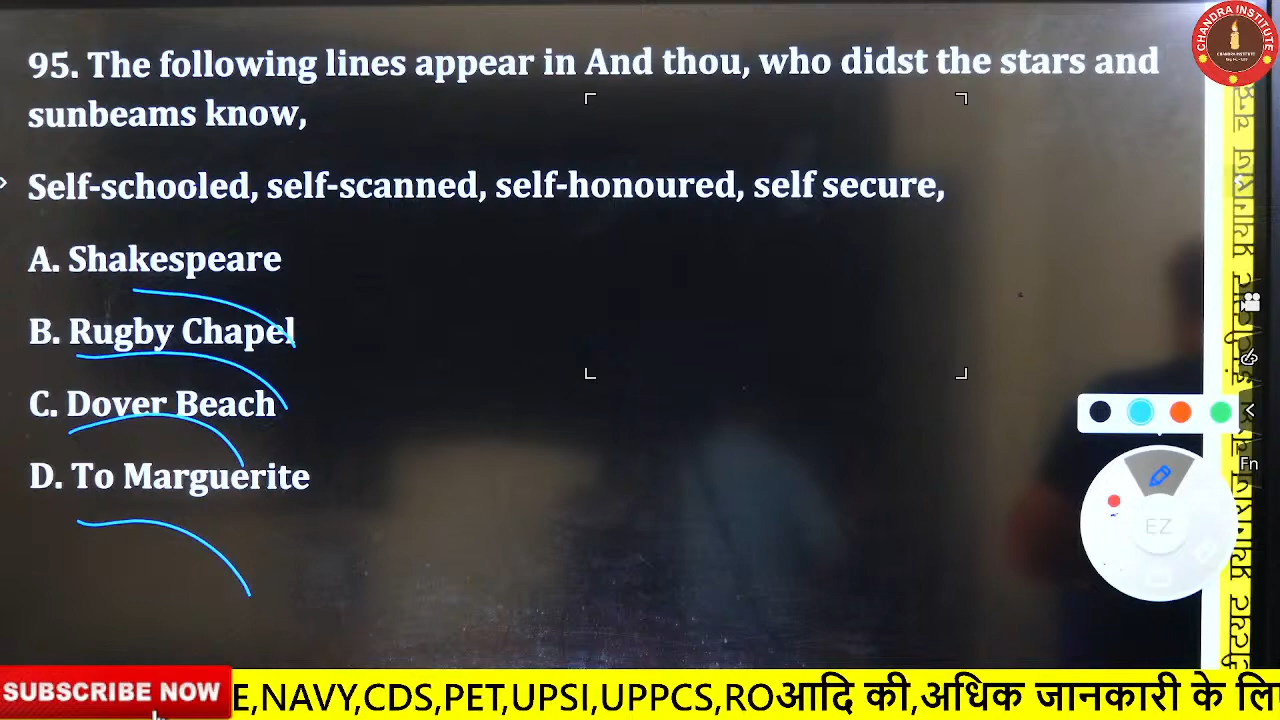 CHANDRA INSTITUTE
95. The following lines appear in And thou, who didst the stars and
sunbeams know,
Self-schooled, self-scanned, self-honoured, self secure,
A. Shakespeare
B. Rugby Chapel
C. Dover Beach
D. To Marguerite
Fn
EZ
SUBSCRIBE NOW
E,NAVY,CDS,PET,UPSI,UPPCS,ROआदि की,अधिक जानकारी के लि